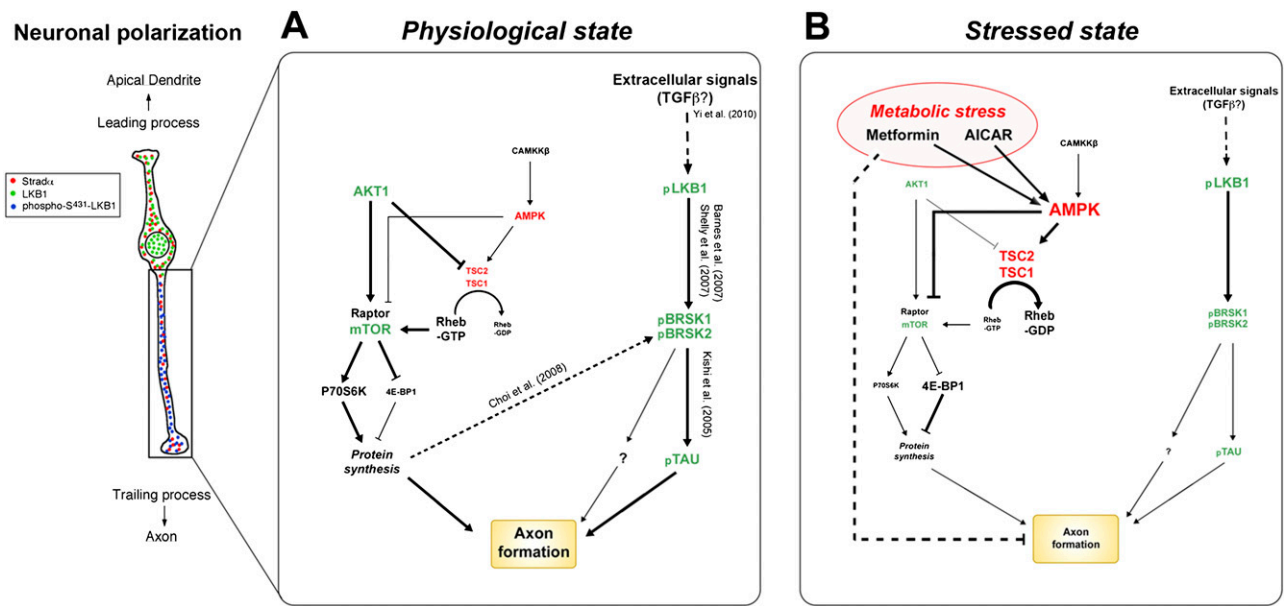 Neuronal polarization
Apical Dendrite
Leading process
Stradα
LKB1
phospho-S431-LKB1
Trailing process
Axon
A
Physiological state
Extracellular signals
(TGFβ?)
Yi et al. (2010)
CAMKKβ
AKT1
pLKB1
AMPK
Barnes et al. (2007)
Shelly et al. (2007)
TSC2
TSC1
Raptor
mTOR
Rheb
-GTP
Rheb
-GDP
pBRSK1
pBRSK2
P70S6K
4E-BP1
Choi et al. (2008)
Kishi et al. (2005)
Protein
synthesis
?
pTAU
Axon
formation
B
Stressed state
Extracellular signals
(TGFβ?)
Metabolic stress
Metformin
AICAR
CAMKKβ
AKT1
pLKB1
AMPK
TSC2
TSC1
Raptor
mTOR
Rheb
-GTP
Rheb
-GDP
pBRSK1
pBRSK2
P70S6K
4E-BP1
Protein
synthesis
?
pTAU
Axon
formation